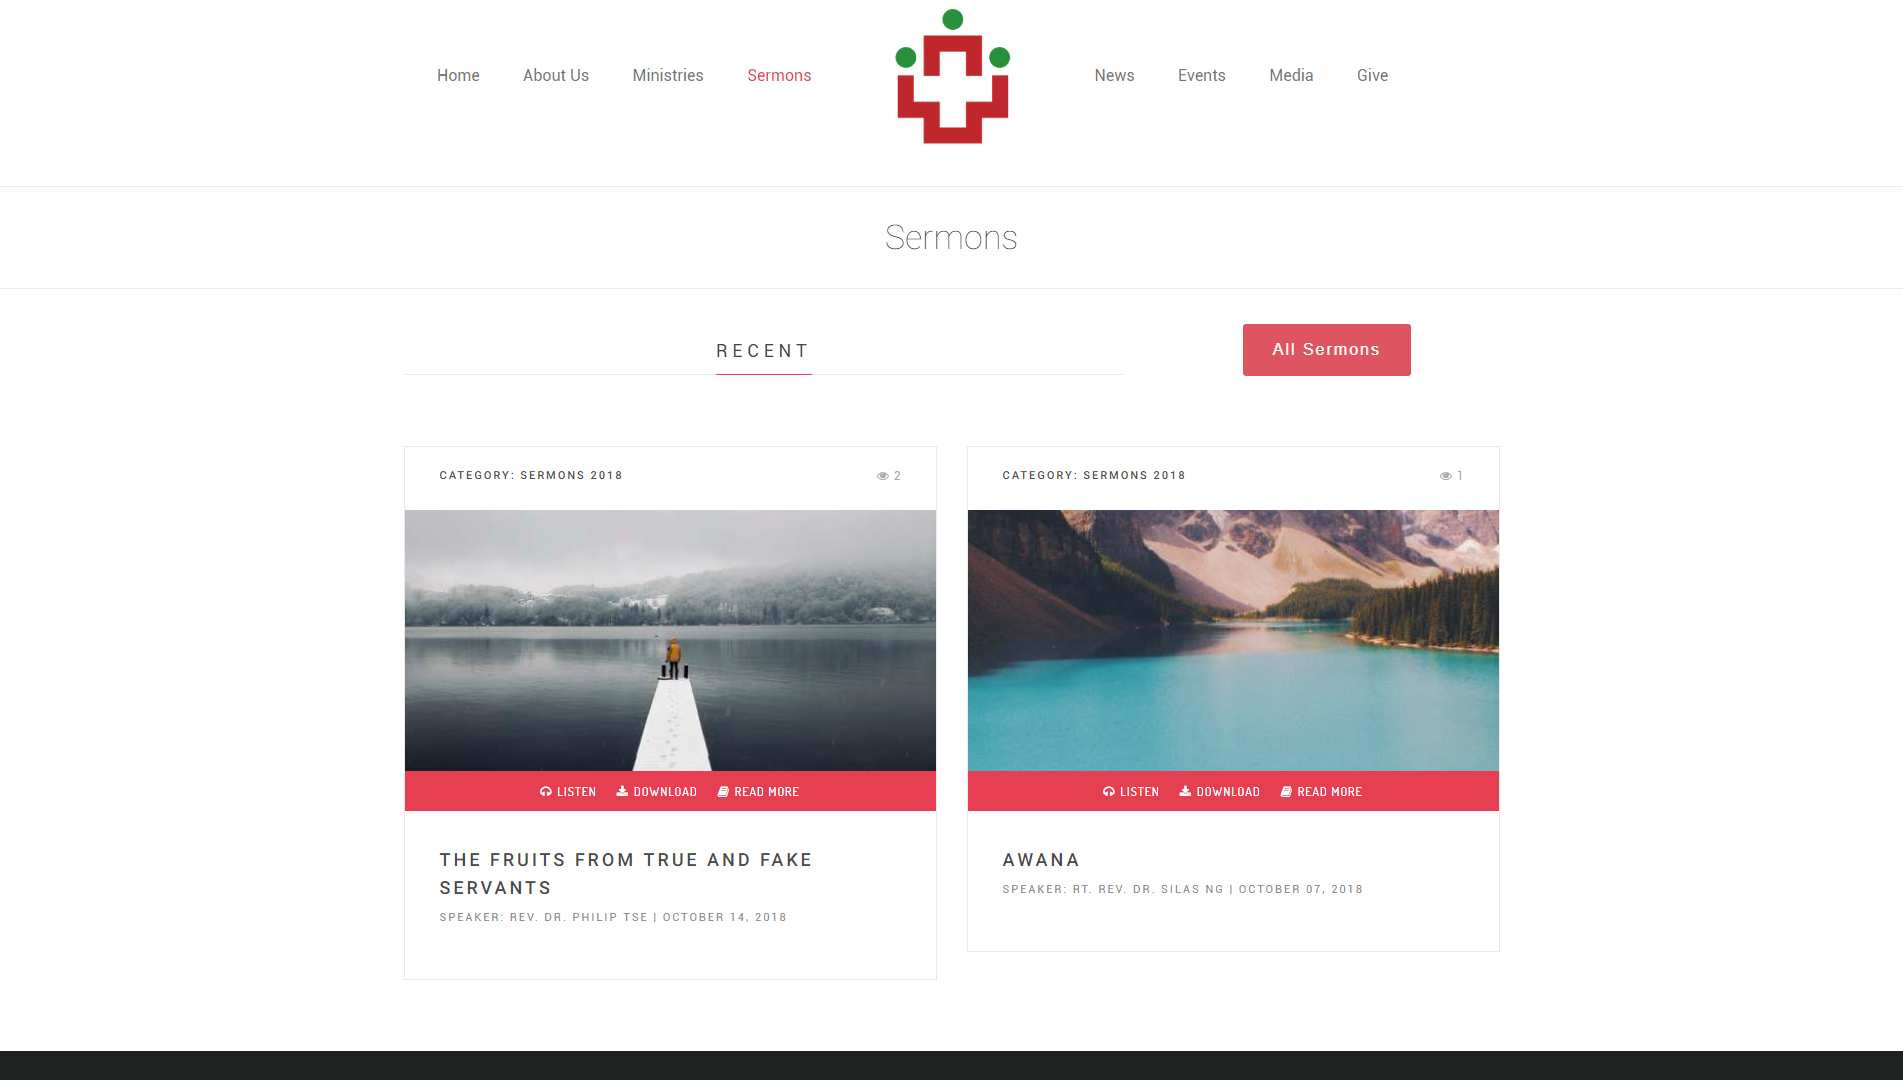 Home
About Us
Ministries
Sermons
News
Events
Media
Give
Sermons
RECENT
All Sermons
CATEGORY: SERMONS 2018
2
LISTEN
DOWNLOAD
READ MORE
THE FRUITS FROM TRUE AND FAKE
SERVANTS
SPEAKER: REV. DR. PHILIP TSE | OCTOBER 14, 2018
CATEGORY: SERMONS 2018
1
LISTEN
DOWNLOAD
READ MORE
AWANA
SPEAKER: RT. REV. DR. SILAS NG | OCTOBER 07, 2018